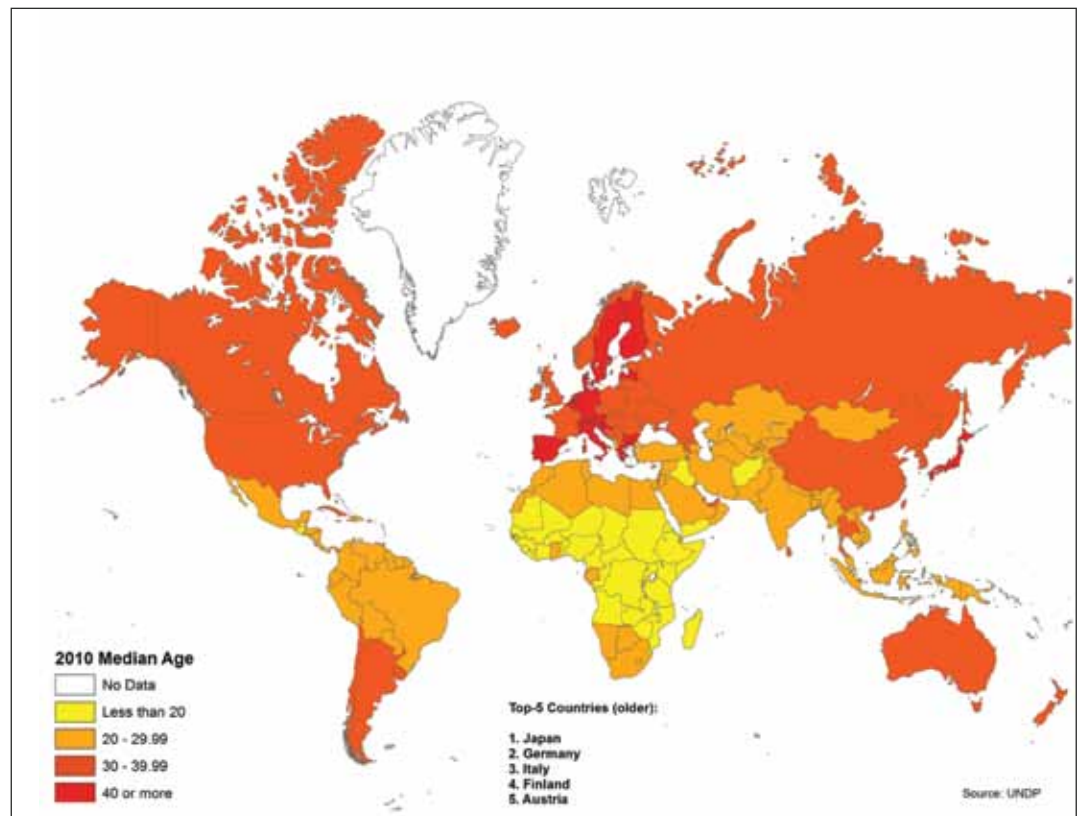 2010 Median Age
No Data
Less than 20
20 - 29.99
30 - 39.99
40 or more
Top-5 Countries (older):
1. Japan
2. Germany
3. Italy
4. Finland
5. Austria
Source: UNDP